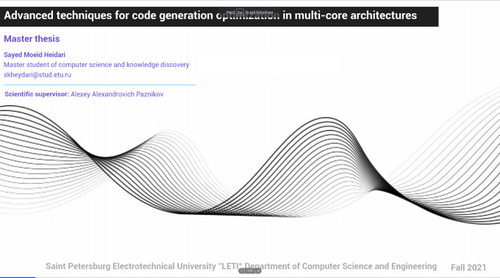 Advanced techniques for code generation optimization in multi-core architectures
Master thesis
Sayed Moeid Heidari
Master student of computer science and knowledge discovery
skheydari@stud.etu.ru
Scientific supervisor: Alexey Alexandrovich Paznikov
Saint Petersburg Electrotechnical University "LETI" Department of Computer Science and Engineering
Fall 2021